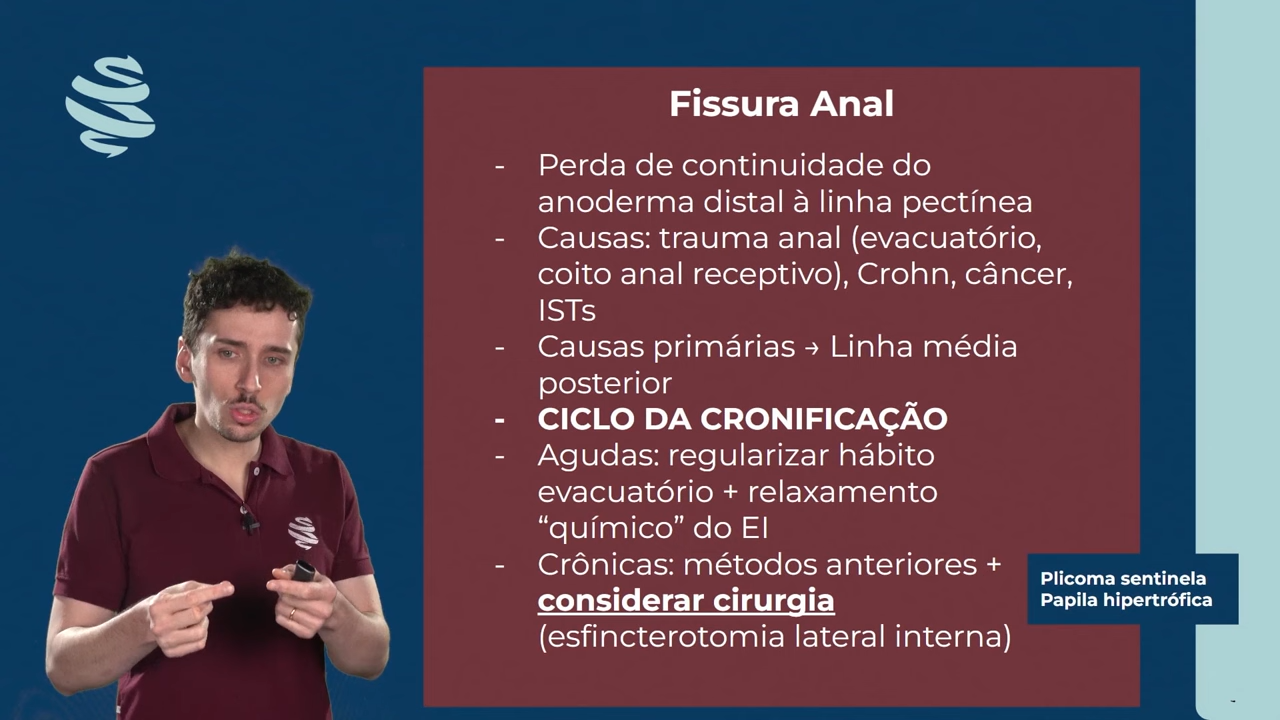 Fissura Anal
- Perda de continuidade do
anoderma distal à linha pectínea
- Causas: trauma anal (evacuatório,
coito anal receptivo), Crohn, câncer,
ISTs
- Causas primárias → Linha média
posterior
- CICLO DA CRONIFICAÇÃO
- Agudas: regularizar hábito
evacuatório + relaxamento
“químico” do EI
- Crônicas: métodos anteriores +
considerar cirurgia
(esfincterotomia lateral interna)
Plicoma sentinela
Papila hipertrófica